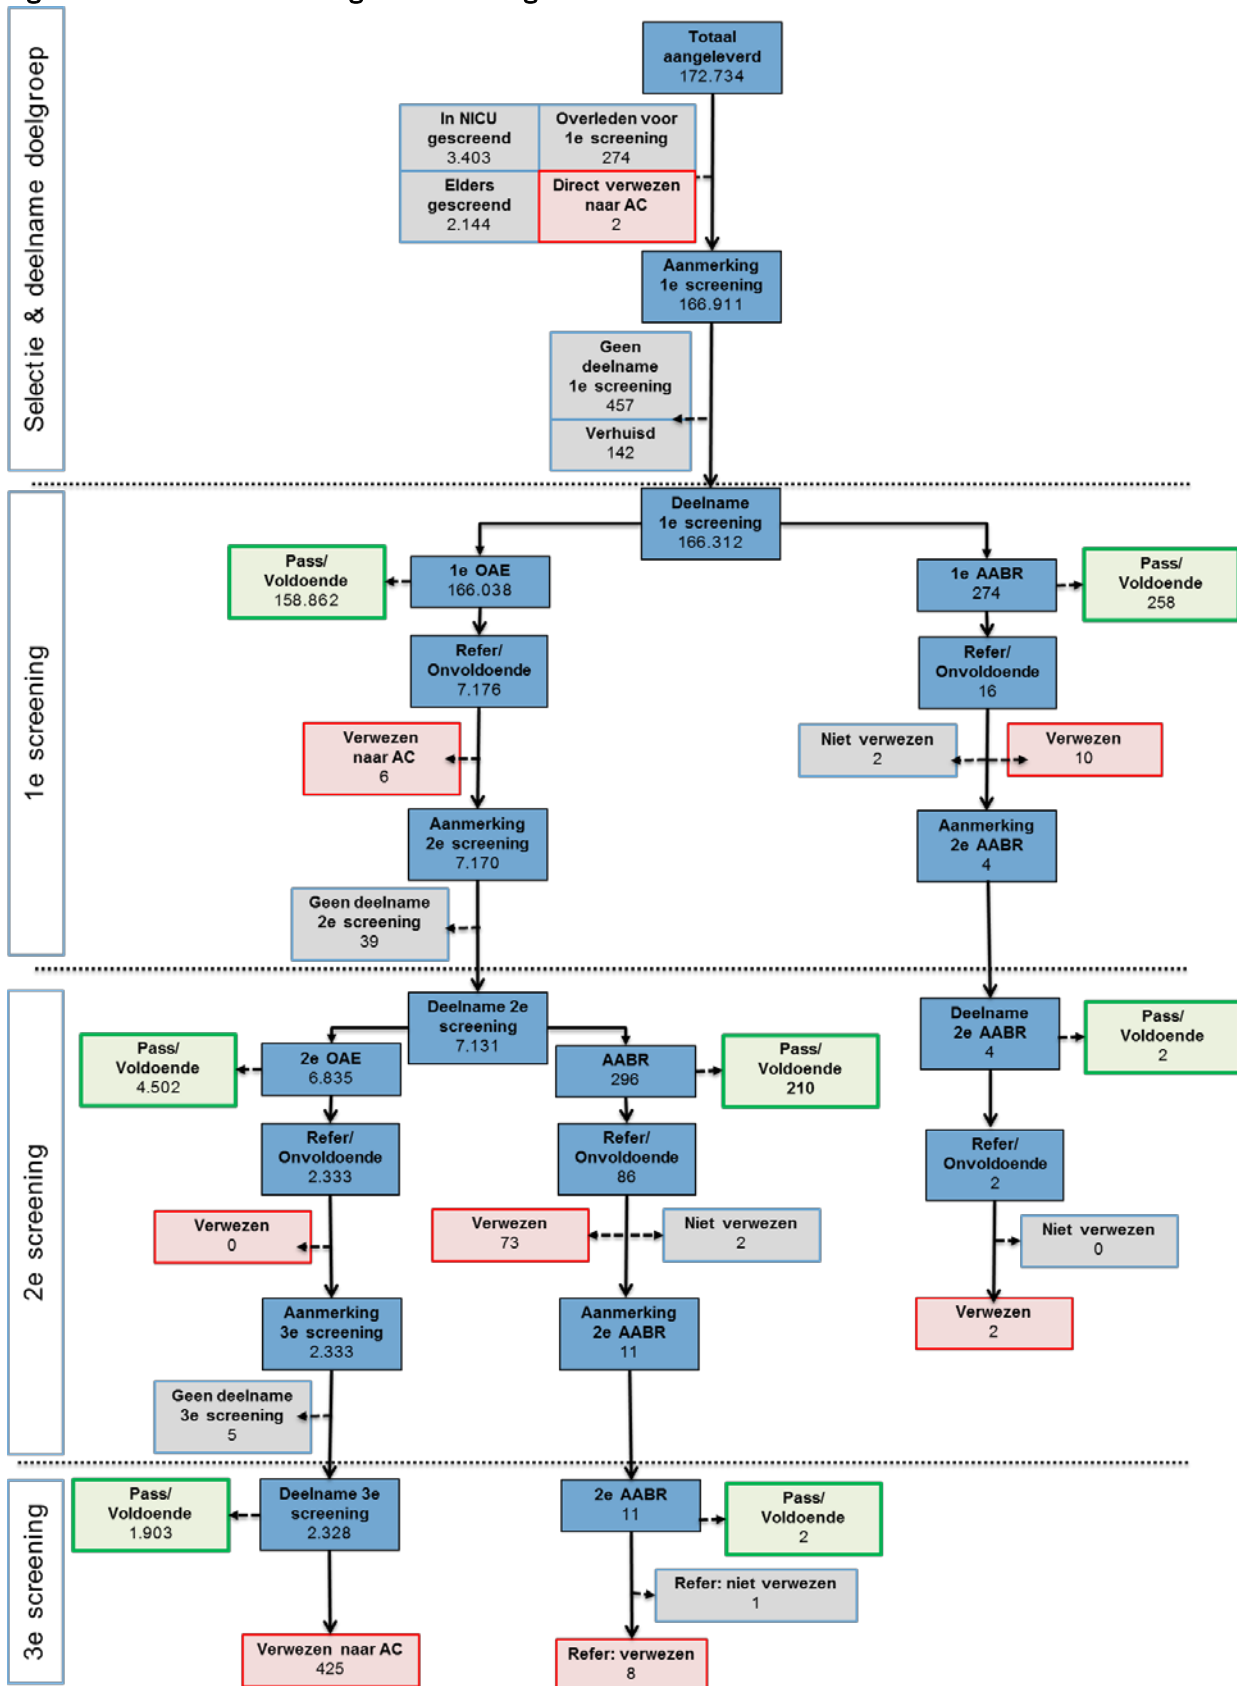 Selectie & deelname doelgroep
Totaal
aangeleverd
172.734
In NICU
gescreend
3.403
Overleden voor
1e screening
274
Elders
gescreend
2.144
Direct verwezen
naar AC
2
Aanmerking
1e screening
166.911
Geen
deelname
1e screening
457
Verhuisd
142
1e screening
Deelname
1e screening
166.312
Pass/
Voldoende
158.862
1e OAE
166.038
1e AABR
274
Pass/
Voldoende
258
Refer/
Onvoldoende
7.176
Refer/
Onvoldoende
16
Verwezen
naar AC
6
Niet verwezen
2
Verwezen
10
Aanmerking
2e screening
7.170
Aanmerking
2e AABR
4
Geen deelname
2e screening
39
2e screening
Deelname 2e
screening
7.131
Deelname
2e AABR
4
Pass/
Voldoende
2
Pass/
Voldoende
4.502
2e OAE
6.835
AABR
296
Pass/
Voldoende
210
Refer/
Onvoldoende
2.333
Refer/
Onvoldoende
86
Refer/
Onvoldoende
2
Verwezen
0
Verwezen
73
Niet verwezen
2
Niet verwezen
0
Aanmerking
3e screening
2.333
Aanmerking
2e AABR
11
Verwezen
2
Geen deelname
3e screening
5
3e screening
Pass/
Voldoende
1.903
Deelname 3e
screening
2.328
2e AABR
11
Pass/
Voldoende
2
Refer: niet verwezen
1
Verwezen naar AC
425
Refer: verwezen
8